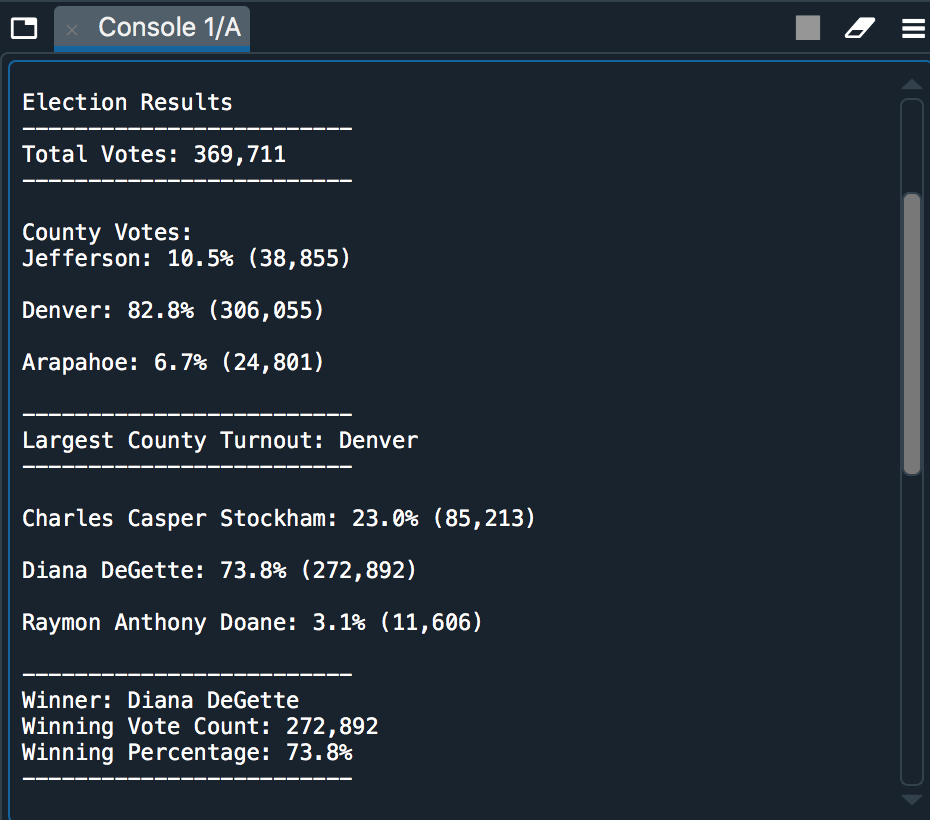 Console 1/A
Election Results
-------------------------
Total Votes: 369,711
-------------------------
County Votes:
Jefferson: 10.5% (38,855)
Denver: 82.8% (306,055)
Arapahoe: 6.7% (24,801)
-------------------------
Largest County Turnout: Denver
-------------------------
Charles Casper Stockham: 23.0% (85,213)
Diana DeGette: 73.8% (272,892)
Raymon Anthony Doane: 3.1% (11,606)
-------------------------
Winner: Diana DeGette
Winning Vote Count: 272,892
Winning Percentage: 73.8%
-------------------------